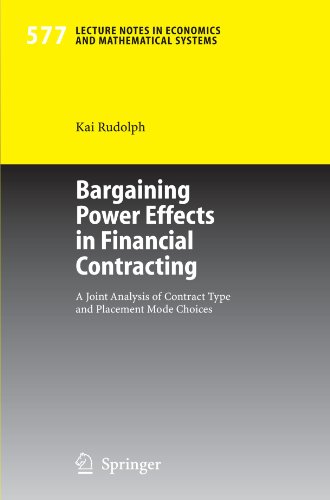 577 LECTURE NOTES IN ECONOMICS
AND MATHEMATICAL SYSTEMS
Kai Rudolph
Bargaining
Power Effects
in Financial
Contracting
A Joint Analysis of Contract Type
and Placement Mode Choices
Springer